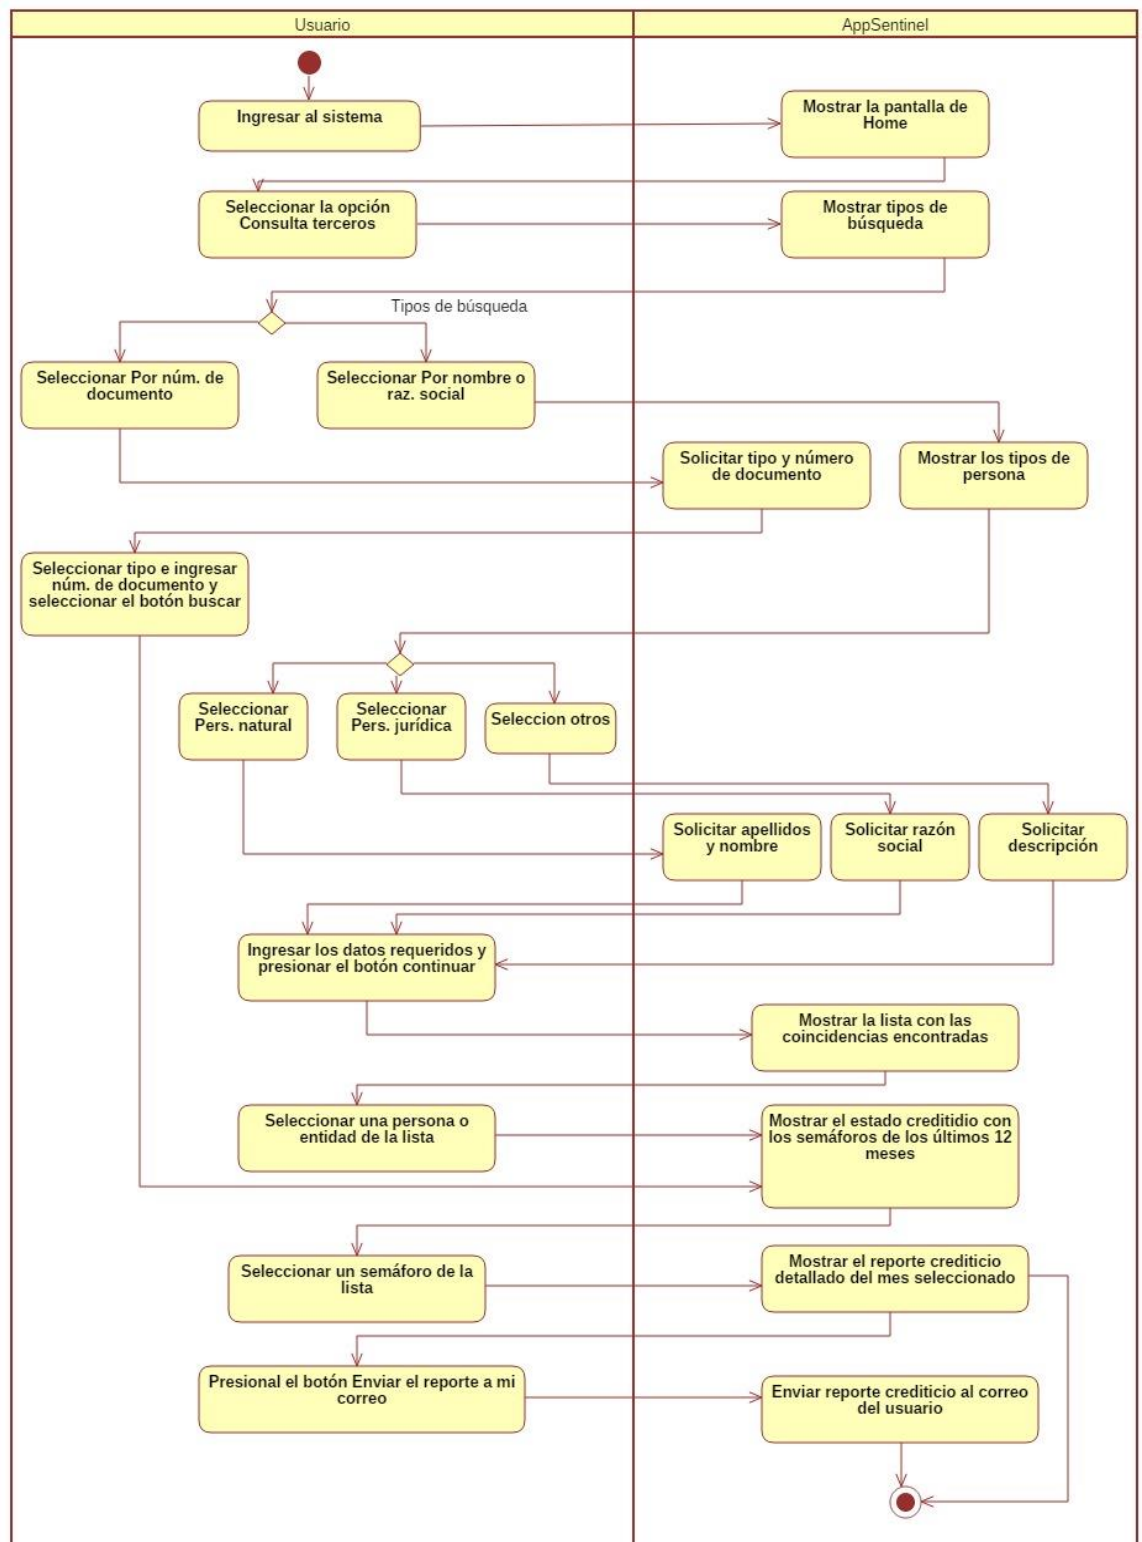 Usuario
AppSentinel
Ingresar al sistema
Mostrar la pantalla de
Home
Seleccionar la opción
Consulta terceros
Mostrar tipos de
búsqueda
Tipos de búsqueda
Seleccionar Por núm. de
documento
Seleccionar Por nombre o
raz. social
Solicitar tipo y número
de documento
Mostrar los tipos de
persona
Seleccionar tipo e ingresar
núm. de documento y
seleccionar el botón buscar
Seleccionar
Pers. natural
Seleccionar
Pers. jurídica
Seleccion otros
Solicitar apellidos
y nombre
Solicitar razón
social
Solicitar
descripción
Ingresar los datos requeridos y
presionar el botón continuar
Mostrar la lista con las
coincidencias encontradas
Seleccionar una persona o
entidad de la lista
Mostrar el estado creditidio con
los semáforos de los últimos 12
meses
Seleccionar un semáforo de la
lista
Mostrar el reporte crediticio
detallado del mes seleccionado
Presional el botón Enviar el reporte a mi
correo
Enviar reporte crediticio al correo
del usuario